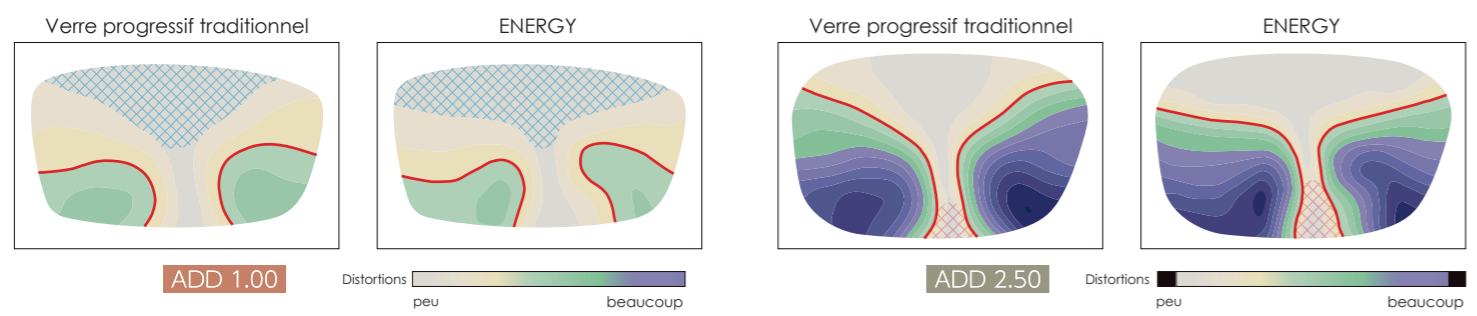 Verre progressif traditionnel
ENERGY
Verre progressif traditionnel
ENERGY
ADD 1.00
Distortions
peu
beaucoup
ADD 2.50
Distortions
peu
beaucoup